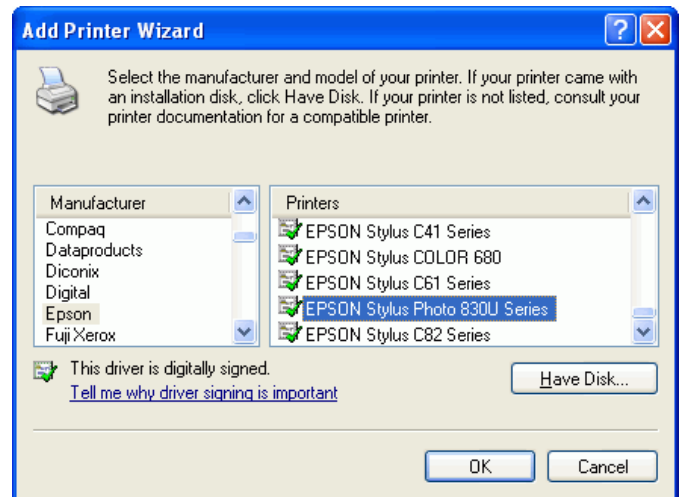 Add Printer Wizard
Select the manufacturer and model of your printer. If your printer came with
an installation disk, click Have Disk. If your printer is not listed, consult your
printer documentation for a compatible printer.
Manufacturer
Compaq
Dataproducts
Diconix
Digital
Epson
Fuji Xerox
Printers
EPSON Stylus C41 Series
EPSON Stylus COLOR 680
EPSON Stylus C61 Series
EPSON Stylus Photo 830U Series
EPSON Stylus C82 Series
This driver is digitally signed.
Tell me why driver signing is important
Have Disk...
OK
Cancel